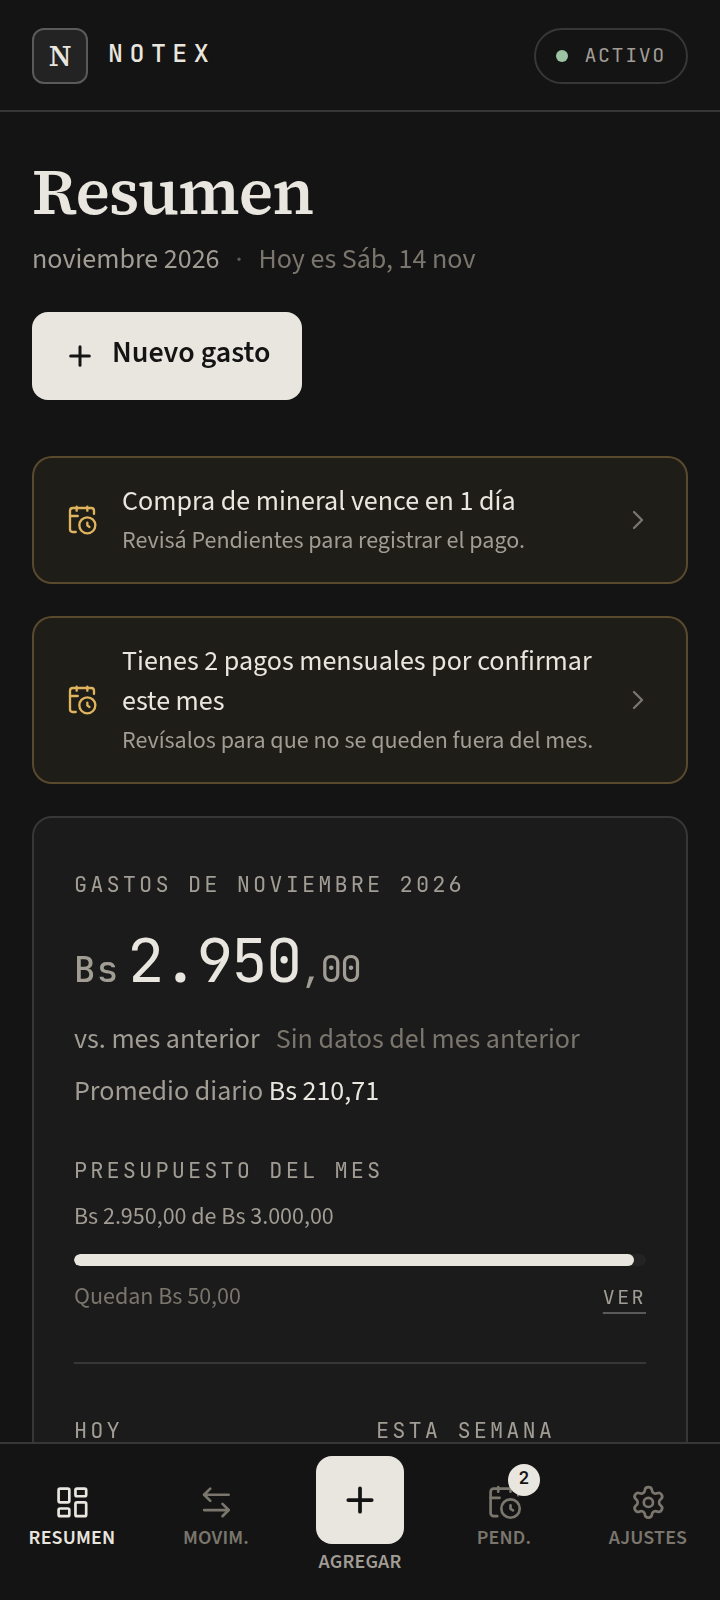 N NOTEX ACTIVO
Resumen
noviembre 2026 · Hoy es Sáb, 14 nov
+ Nuevo gasto
Compra de mineral vence en 1 día
Revisá Pendientes para registrar el pago.
Tienes 2 pagos mensuales por confirmar
este mes
Revísalos para que no se queden fuera del mes.
GASTOS DE NOVIEMBRE 2026
Bs 2.950,00
vs. mes anterior Sin datos del mes anterior
Promedio diario Bs 210,71
PRESUPUESTO DEL MES
Bs 2.950,00 de Bs 3.000,00
Quedan Bs 50,00 VER
HOY ESTA SEMANA
2
RESUMEN MOVIM. AGREGAR PEND. AJUSTES